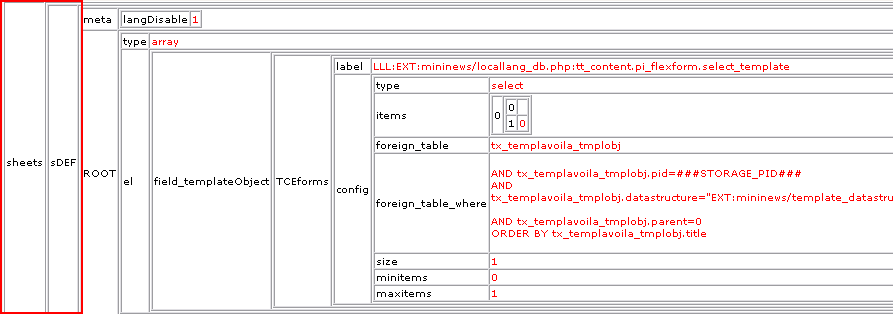 sheets
sDEF
meta
langDisable 1
ROOT
type array
el
field_templateObject
TCEforms
label LLL:EXT:mininews/locallang_db.php:tt_content.pi_flexform.select_template
config
type select
items 0
0
1 0
foreign_table tx_templavoila_tmplobj
foreign_table_where
AND tx_templavoila_tmplobj.pid=###STORAGE_PID###
AND
tx_templavoila_tmplobj.datastructure="EXT:mininews/template_datastru
AND tx_templavoila_tmplobj.parent=0
ORDER BY tx_templavoila_tmplobj.title
size 1
minitems 0
maxitems 1